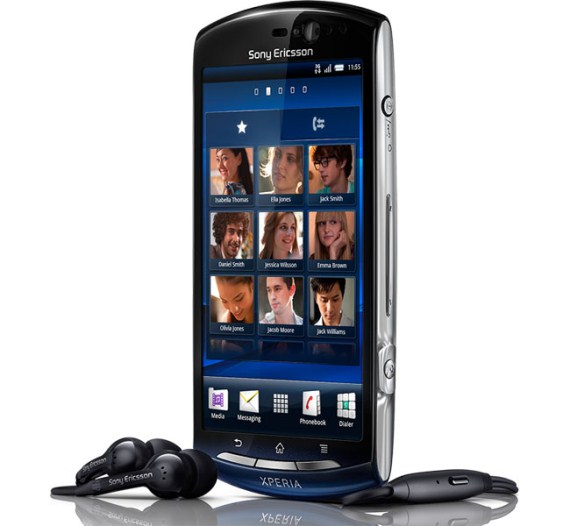 Sony Ericsson
11:55
Isabella Thomas
Ella Jones
Jack Smith
Daniel Smith
Jessica Wilsson
Emma Brown
Olivia Jones
Jacob Moore
Jack Williams
Media
Messaging
Phonebook
Dialer
XPERIA
Sony Ericsson